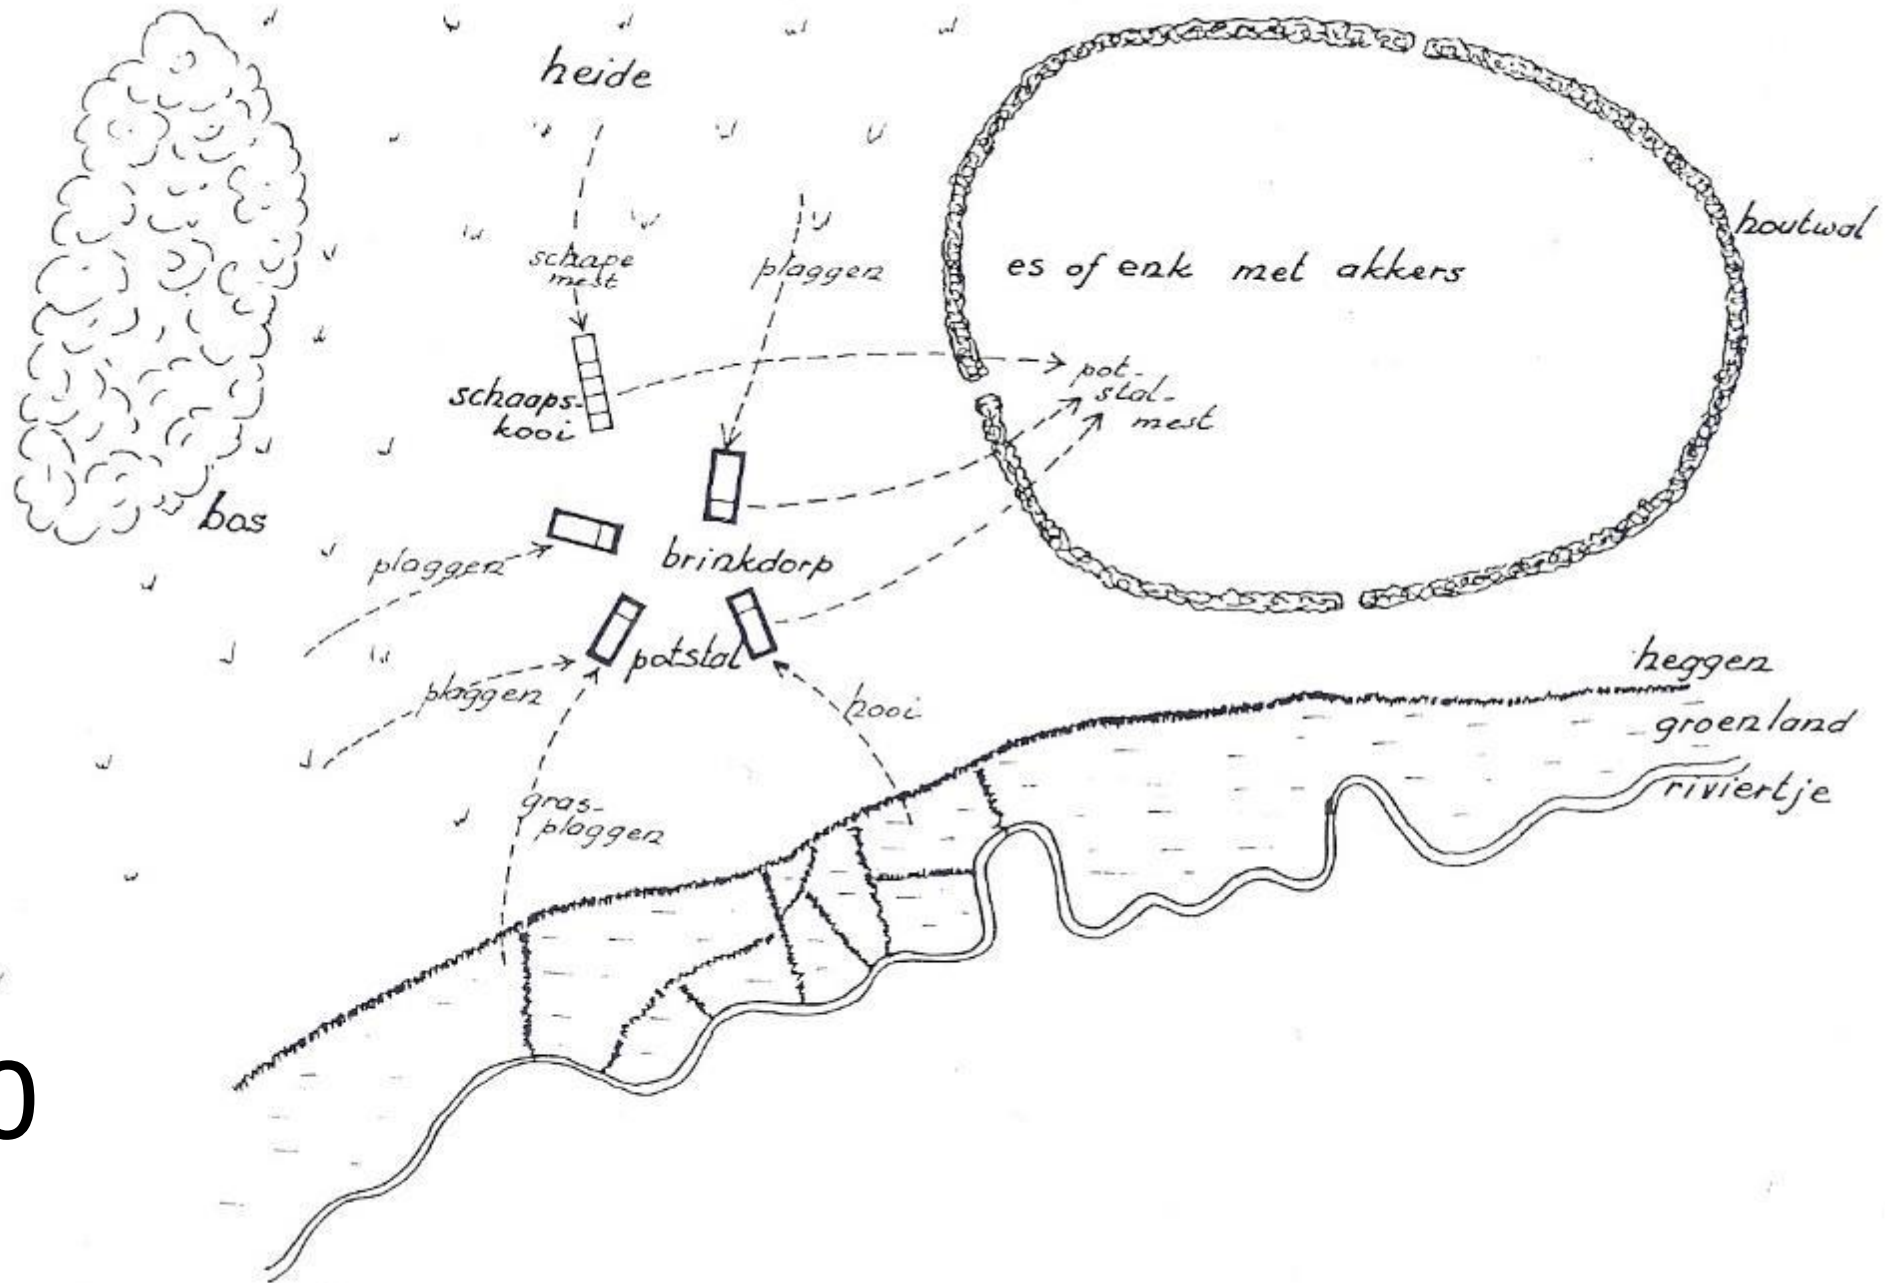 heide
houtwal
schape
mest
plaggen
es of enk met akkers
pot-
stal-
mest
schaaps-
kooi
bos
plaggen
brinkdorp
potstal
plaggen
hooi
heggen
groenland
riviertje
gras-
plaggen